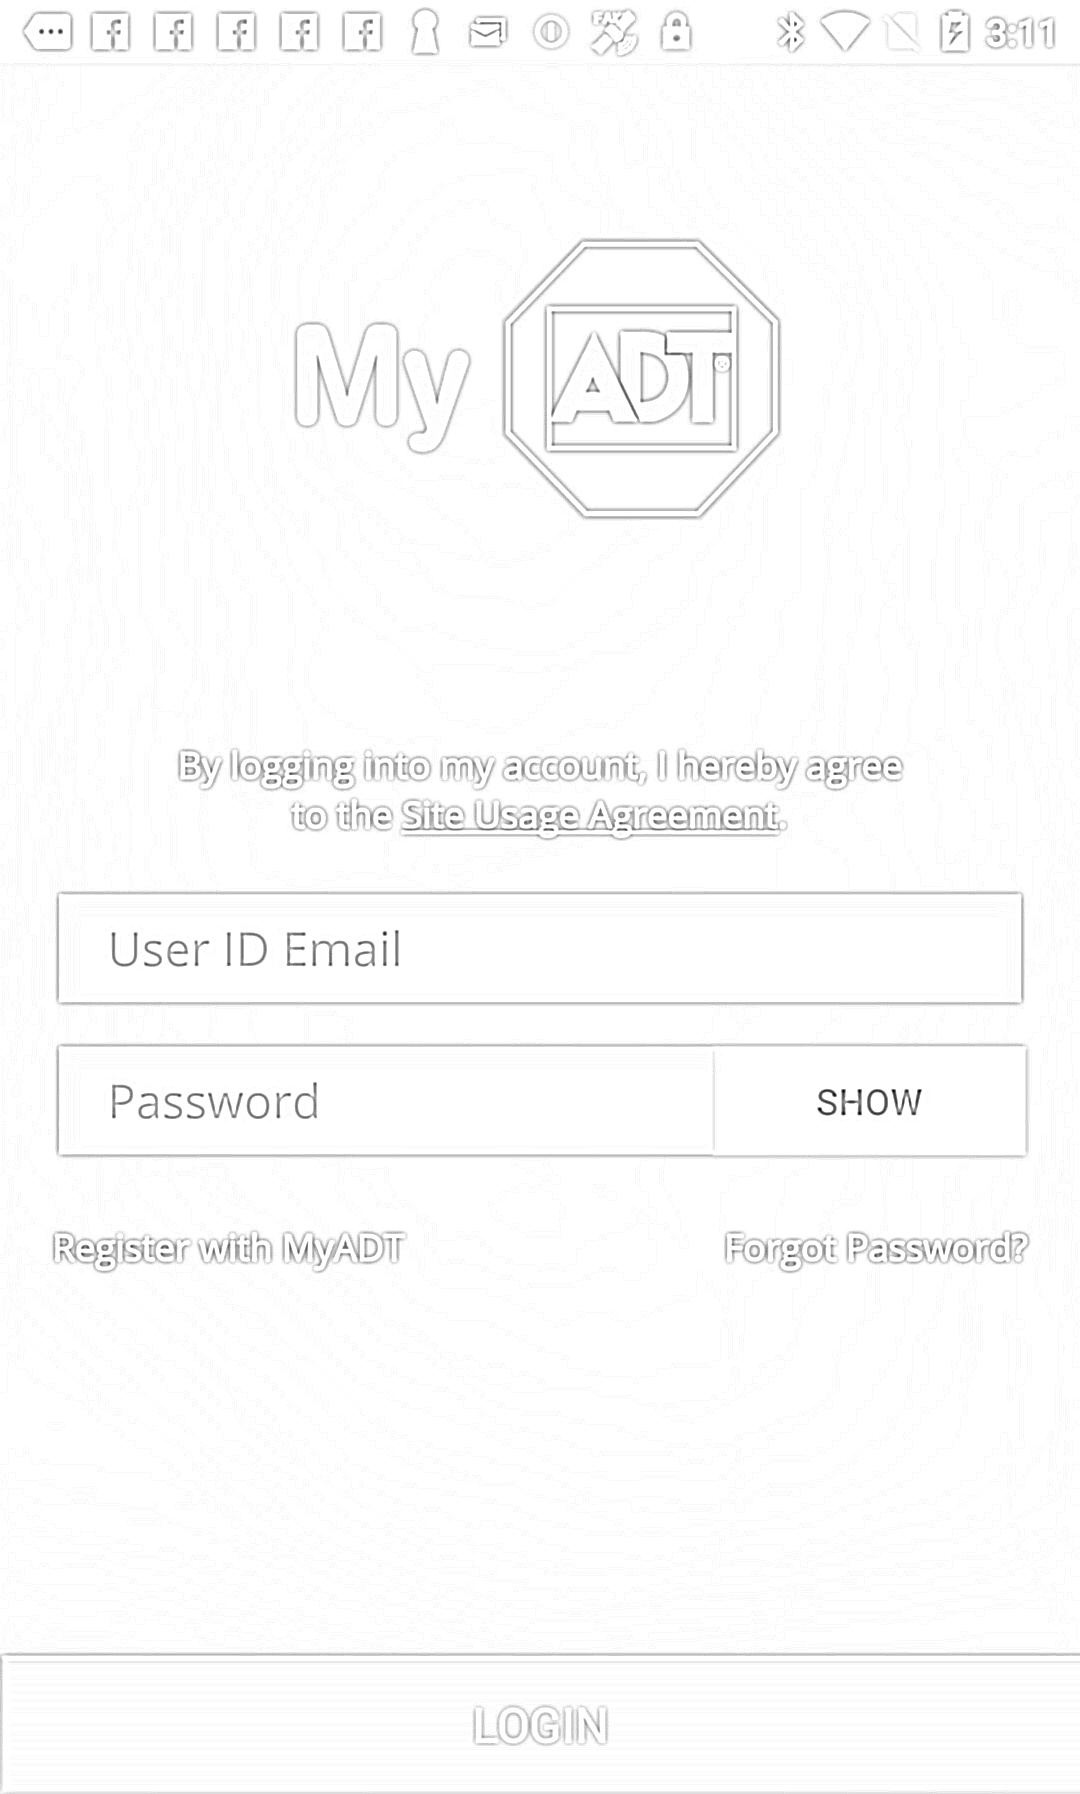 3:11
My ADT
By logging into my account, I hereby agree
to the Site Usage Agreement.
User ID Email
Password
SHOW
Register with MyADT
Forgot Password?
LOGIN